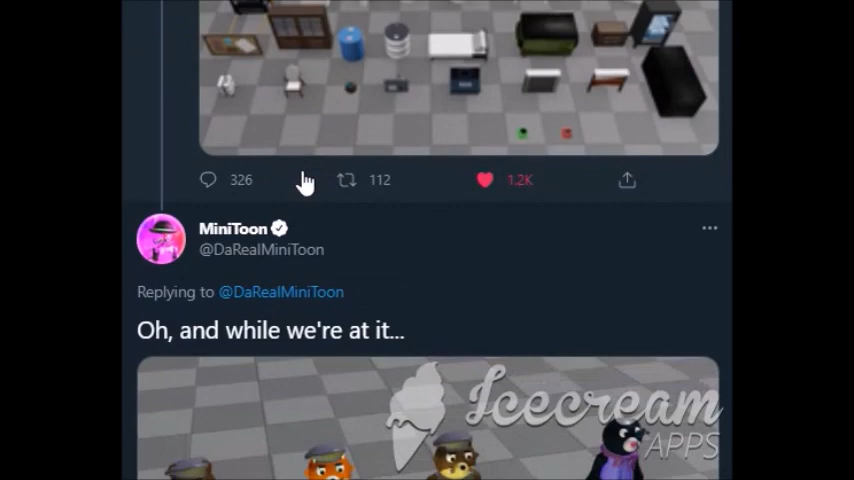 326
112
1.2K
MiniToon
@DaRealMiniToon
Replying to @DaRealMiniToon
Oh, and while we're at it...
Icecream
APPS